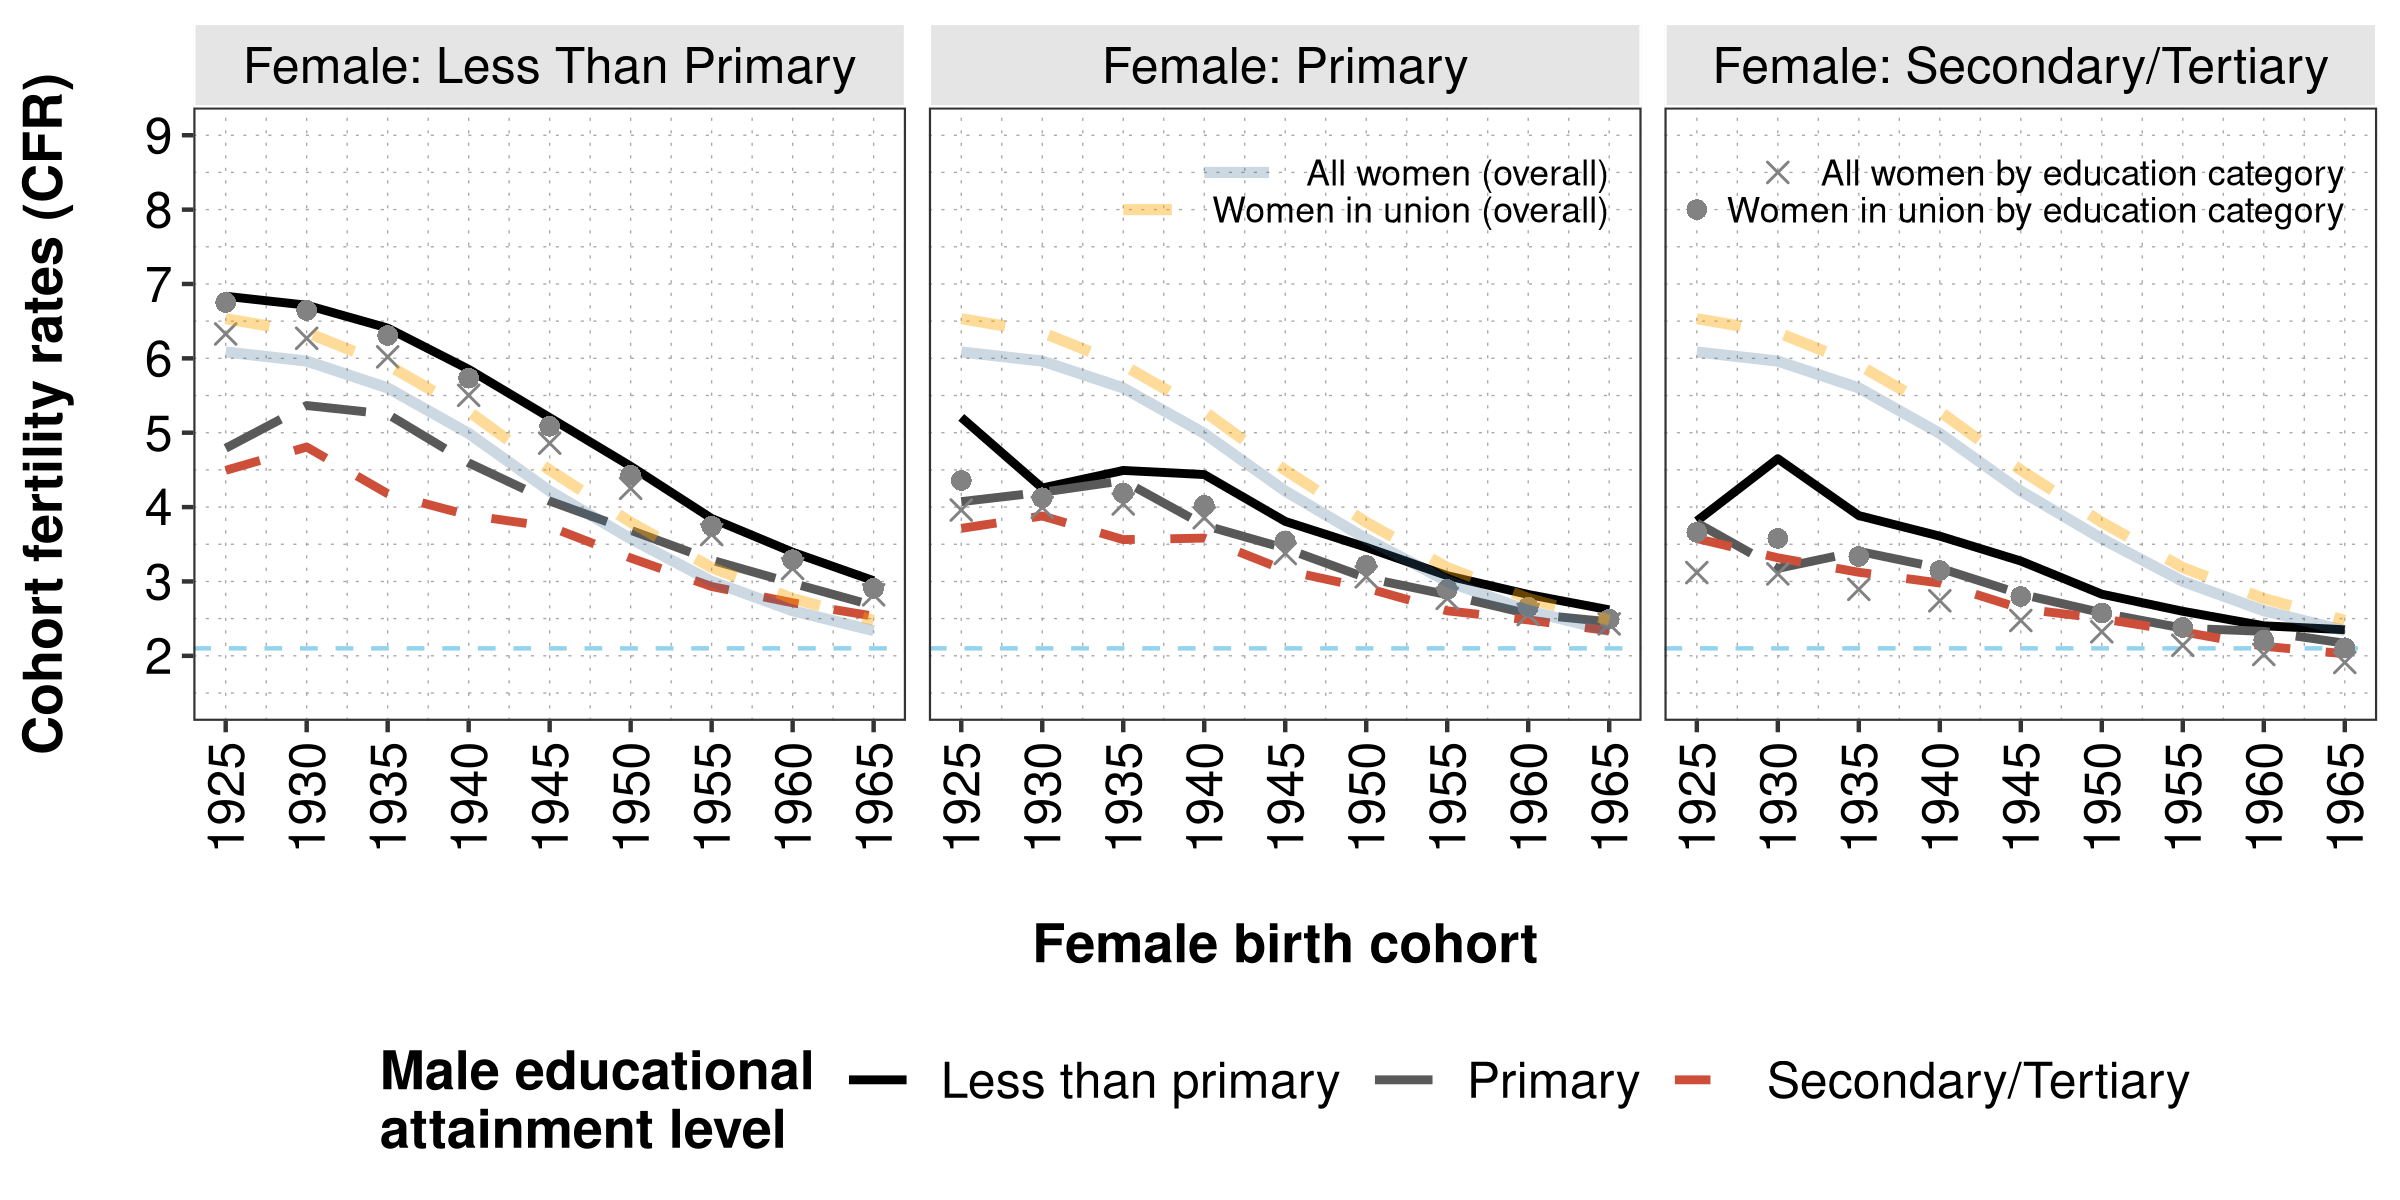 Female: Less Than Primary
Female: Primary
Female: Secondary/Tertiary
Cohort fertility rates (CFR)
9
8
7
6
5
4
3
2
All women (overall)
Women in union (overall)
All women by education category
Women in union by education category
1925
1930
1935
1940
1945
1950
1955
1960
1965
1925
1930
1935
1940
1945
1950
1955
1960
1965
1925
1930
1935
1940
1945
1950
1955
1960
1965
Female birth cohort
Male educational
attainment level
Less than primary
Primary
Secondary/Tertiary